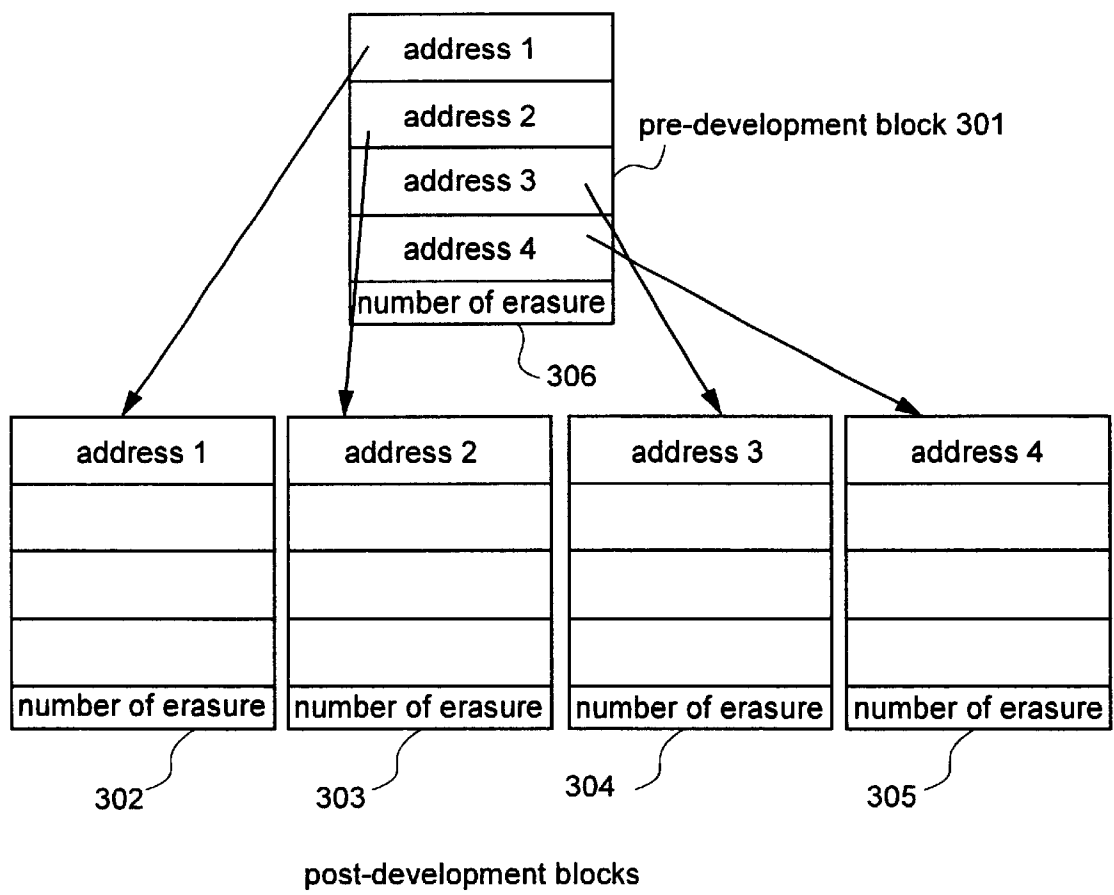 address 1
address 2
pre-development block 301
address 3
address 4
number of erasure
306
address 1
address 2
address 3
address 4
number of erasure
number of erasure
number of erasure
number of erasure
302
303
304
305
post-development blocks